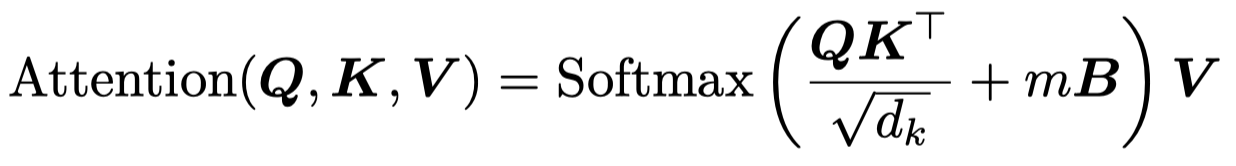 Attention(Q, K, V) = Softmax ( QK^⊤ / √d_k + mB ) V